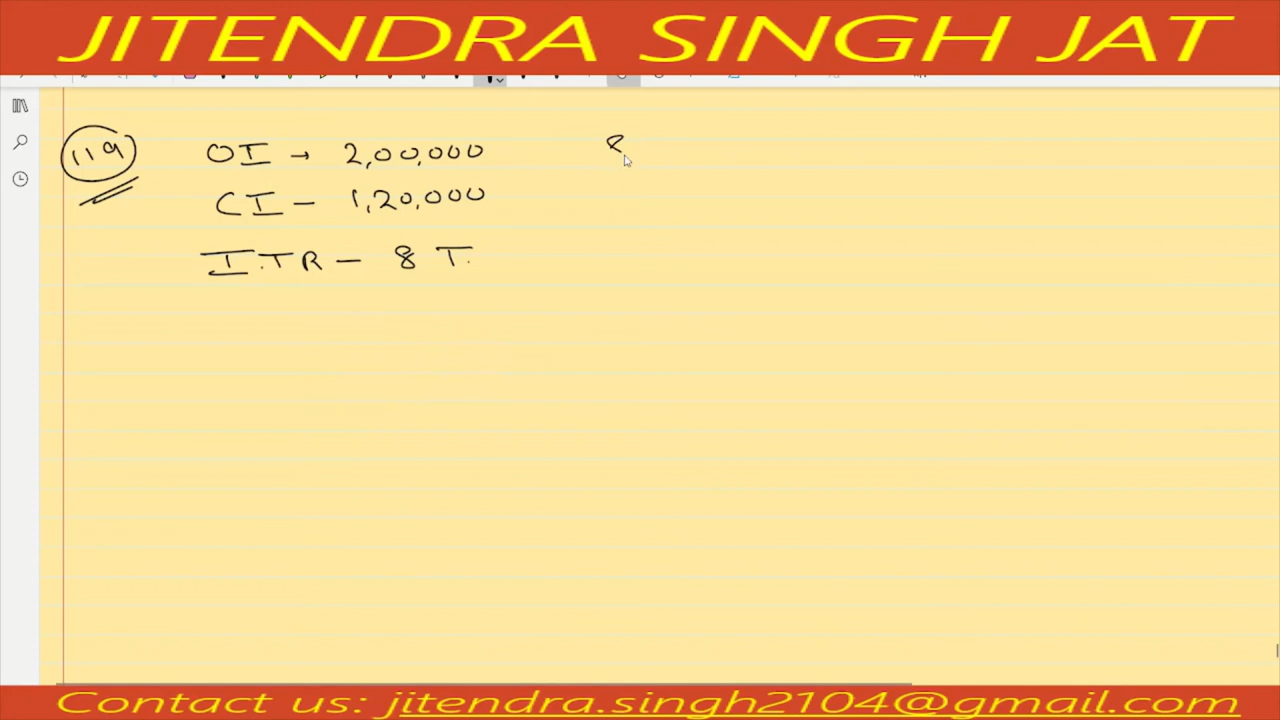 JITENDRA SINGH JAT
119
OI → 2,00,000
8
CI - 1,20,000
I.T R - 8 T.
Contact us: jitendra.singh2104@gmail.com